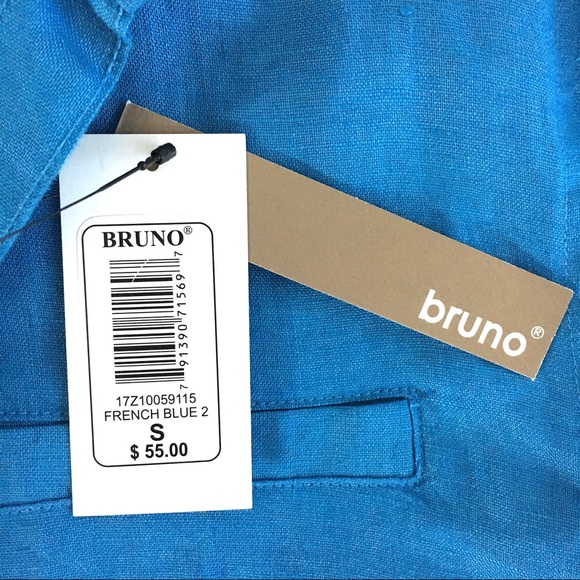 BRUNO®
7 91390 71569 7
17Z10059115
FRENCH BLUE 2
S
$ 55.00
bruno®